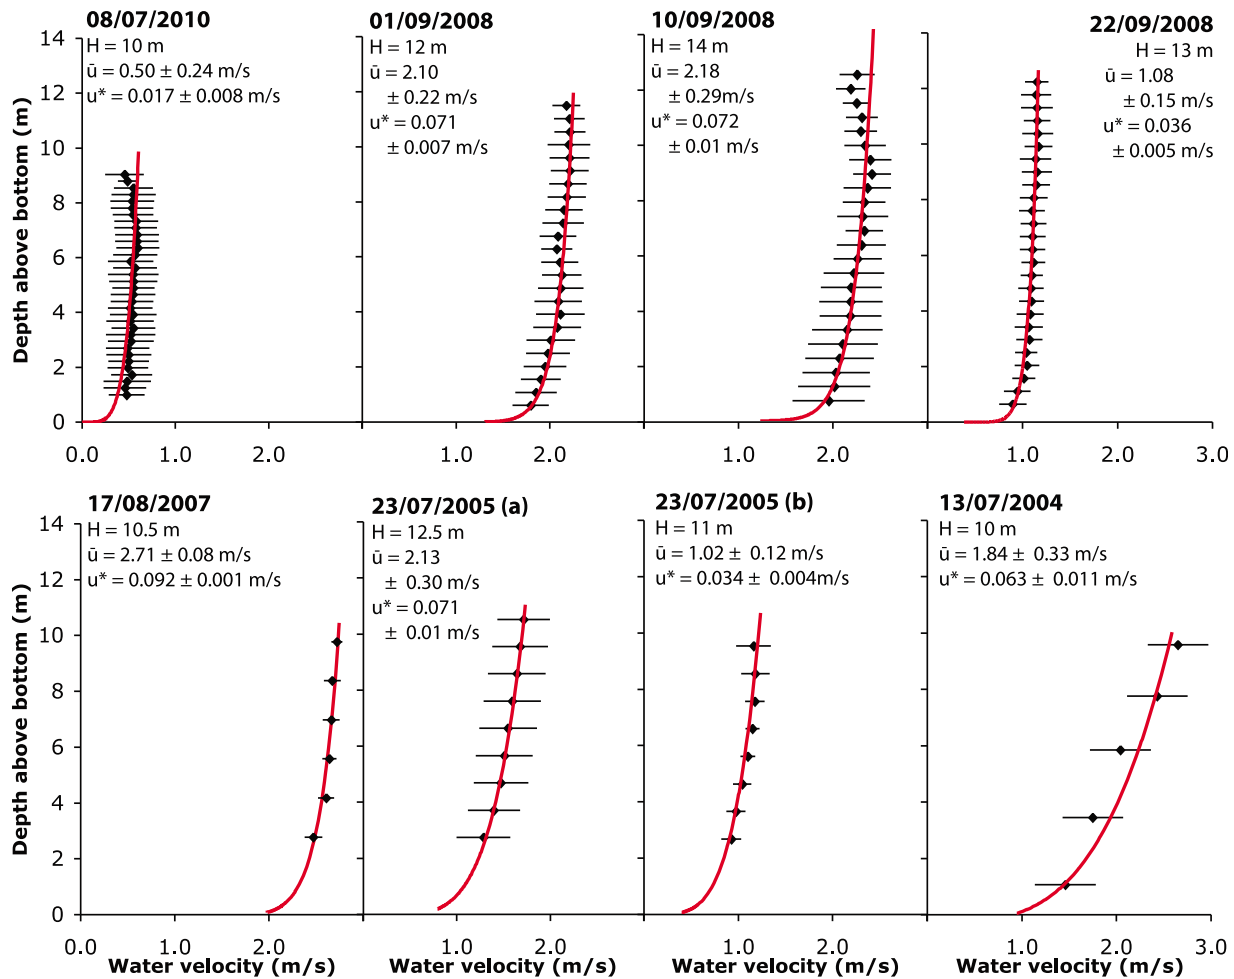 08/07/2010
H = 10 m
ū = 0.50 ± 0.24 m/s
u* = 0.017 ± 0.008 m/s
01/09/2008
H = 12 m
ū = 2.10
± 0.22 m/s
u* = 0.071
± 0.007 m/s
10/09/2008
H = 14 m
ū = 2.18
± 0.29m/s
u* = 0.072
± 0.01 m/s
22/09/2008
H = 13 m
ū = 1.08
± 0.15 m/s
u* = 0.036
± 0.005 m/s
Depth above bottom (m)
14
12
10
8
6
4
2
0
0.0 1.0 2.0 1.0 2.0 1.0 2.0 1.0 2.0 3.0
17/08/2007
H = 10.5 m
ū = 2.71 ± 0.08 m/s
u* = 0.092 ± 0.001 m/s
23/07/2005 (a)
H = 12.5 m
ū = 2.13
± 0.30 m/s
u* = 0.071
± 0.01 m/s
23/07/2005 (b)
H = 11 m
ū = 1.02 ± 0.12 m/s
u* = 0.034 ± 0.004m/s
13/07/2004
H = 10 m
ū = 1.84 ± 0.33 m/s
u* = 0.063 ± 0.011 m/s
Depth above bottom (m)
14
12
10
8
6
4
2
0
0.0 1.0 2.0 1.0 2.0 1.0 2.0 1.0 2.0 3.0
Water velocity (m/s) Water velocity (m/s) Water velocity (m/s) Water velocity (m/s)